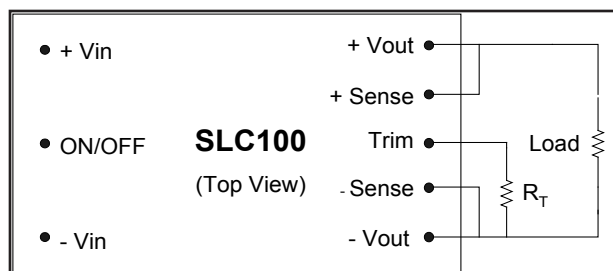 + Vin
ON/OFF
- Vin
SLC100
(Top View)
+ Vout
+ Sense
Trim
- Sense
- Vout
R_T
Load